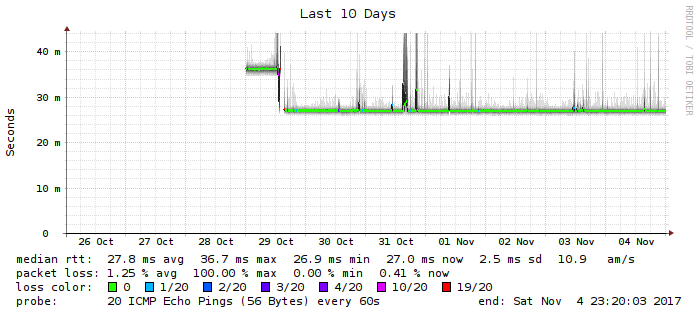 Last 10 Days
RRDTOOL / TOBI OETIKER
Seconds
40 m
30 m
20 m
10 m
0
26 Oct 27 Oct 28 Oct 29 Oct 30 Oct 31 Oct 01 Nov 02 Nov 03 Nov 04 Nov
median rtt: 27.8 ms avg 36.7 ms max 26.9 ms min 27.0 ms now 2.5 ms sd 10.9 am/s
packet loss: 1.25 % avg 100.00 % max 0.00 % min 0.41 % now
loss color: 0 1/20 2/20 3/20 4/20 10/20 19/20
probe: 20 ICMP Echo Pings (56 Bytes) every 60s end: Sat Nov 4 23:20:03 2017